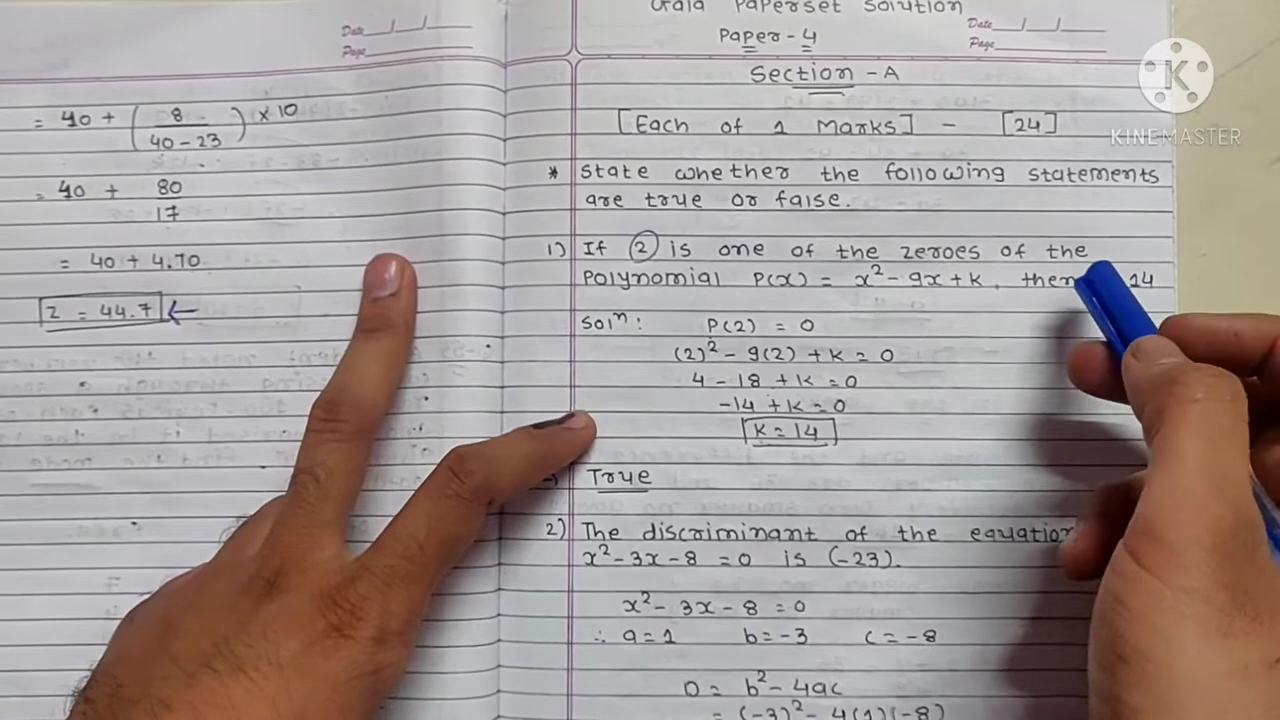 Date / /
Page
= 40 + ( 8 / 40 - 23 ) × 10
= 40 + 80 / 17
= 40 + 4.70
Z = 44.7 ←
Gala Paperset Solution
Paper - 4
Date / /
Page
Section - A
[Each of 1 Marks] - [24]
* State whether the following statements
are true or false.
1) If 2 is one of the zeroes of the
Polynomial P(x) = x² - 9x + k, then 14
Solⁿ: P(2) = 0
(2)² - 9(2) + k = 0
4 - 18 + k = 0
-14 + k = 0
k = 14
True
2) The discriminant of the equation
x² - 3x - 8 = 0 is (-23).
x² - 3x - 8 = 0
∴ a = 1 b = -3 c = -8
D = b² - 4ac
= (-3)² - 4(1)(-8)
K
KINEMASTER